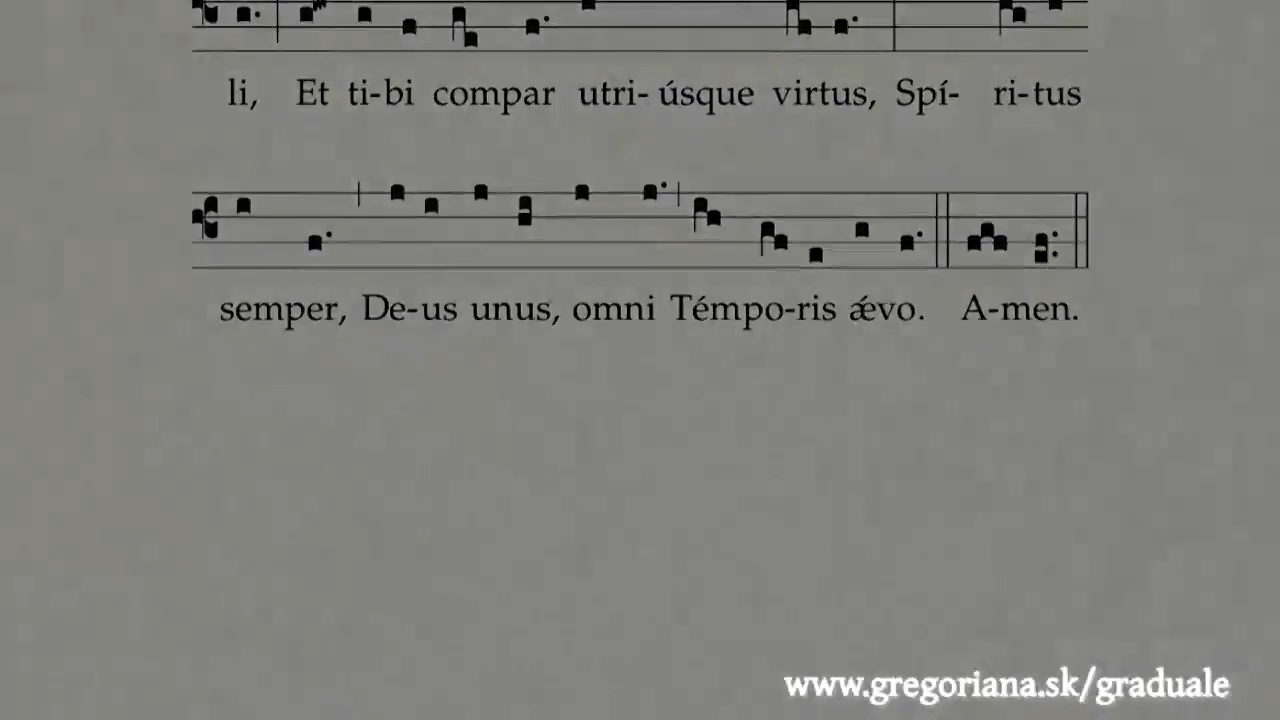 li, Et ti-bi compar utri-úsque virtus, Spí- ri-tus
semper, De-us unus, omni Témpo-ris ǽvo. A-men.
www.gregoriana.sk/graduale